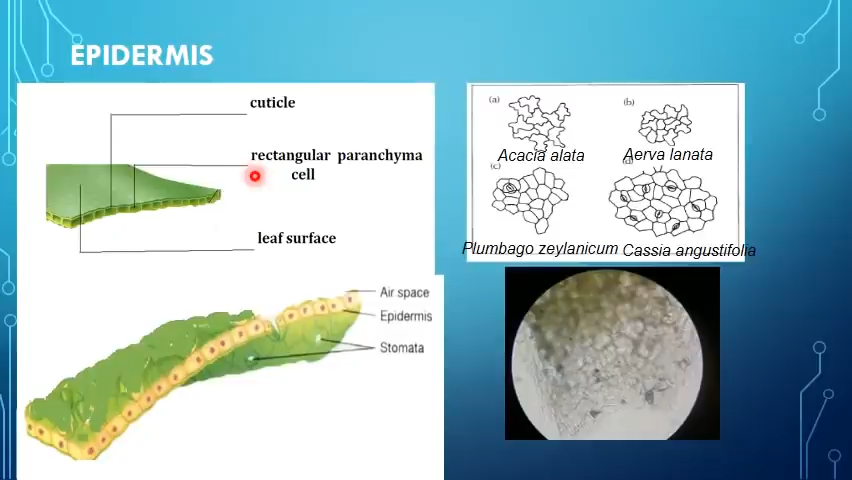 EPIDERMIS
cuticle
rectangular paranchyma
cell
leaf surface
Air space
Epidermis
Stomata
(a)
(b)
Acacia alata
Aerva lanata
(c)
(d)
Plumbago zeylanicum
Cassia angustifolia